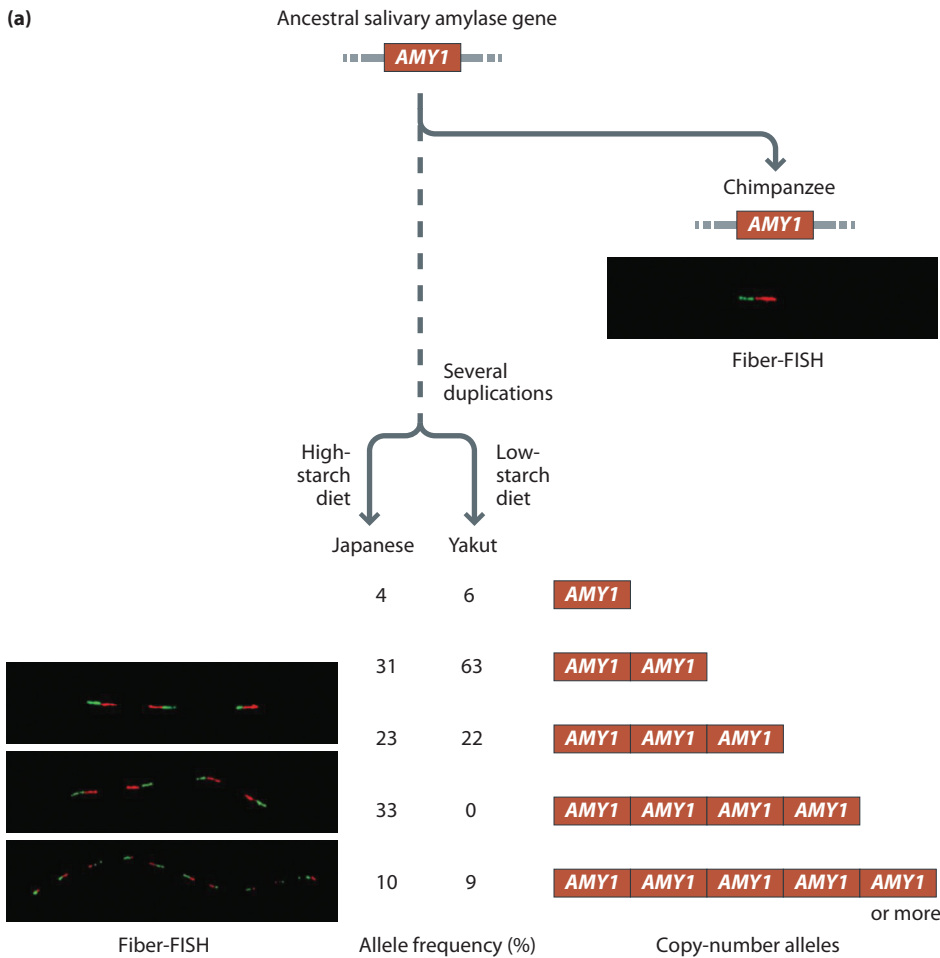 (a)
Ancestral salivary amylase gene
AMY1
Chimpanzee
AMY1
Fiber-FISH
Several
duplications
High-
starch
diet
Low-
starch
diet
Japanese Yakut
4 6 AMY1
31 63 AMY1 AMY1
23 22 AMY1 AMY1 AMY1
33 0 AMY1 AMY1 AMY1 AMY1
10 9 AMY1 AMY1 AMY1 AMY1 AMY1
or more
Fiber-FISH Allele frequency (%) Copy-number alleles